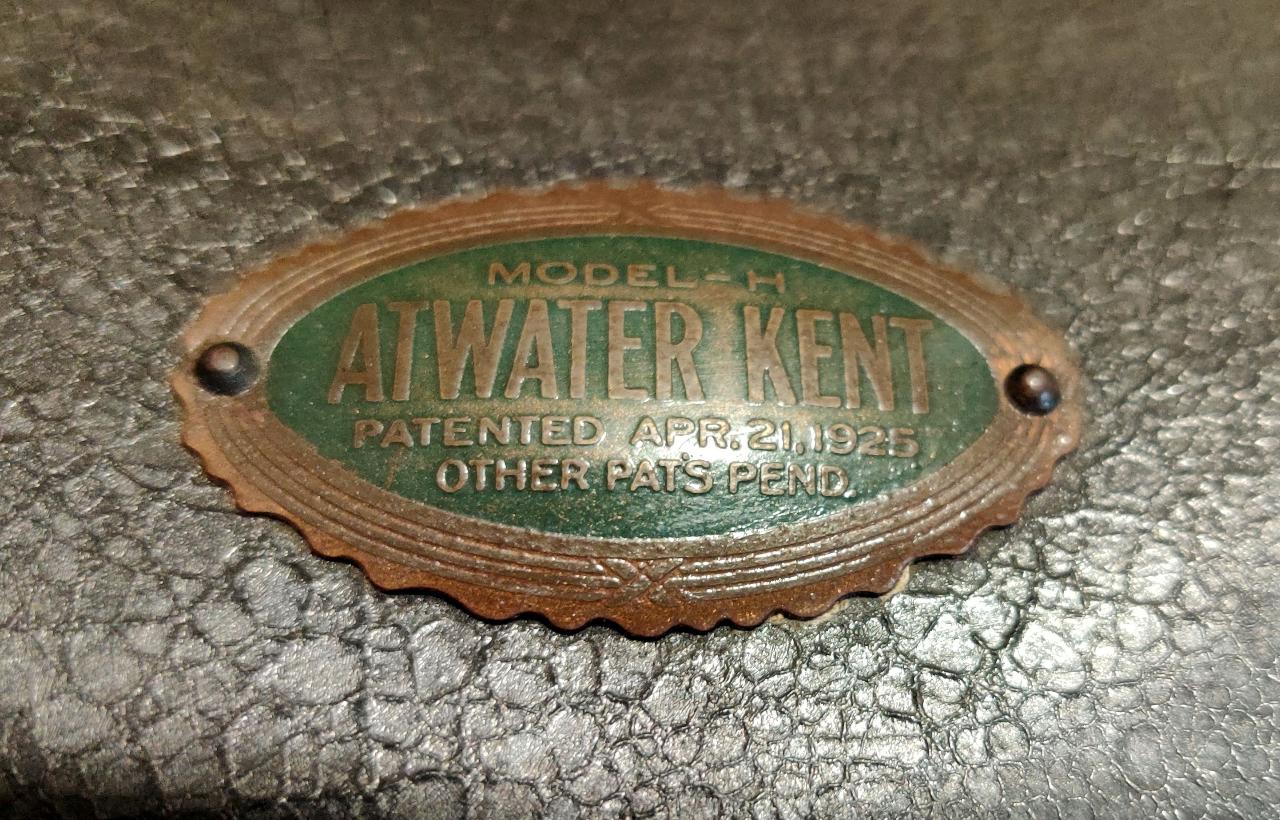 MODEL-H
ATWATER KENT
PATENTED APR. 21, 1925
OTHER PAT'S PEND.